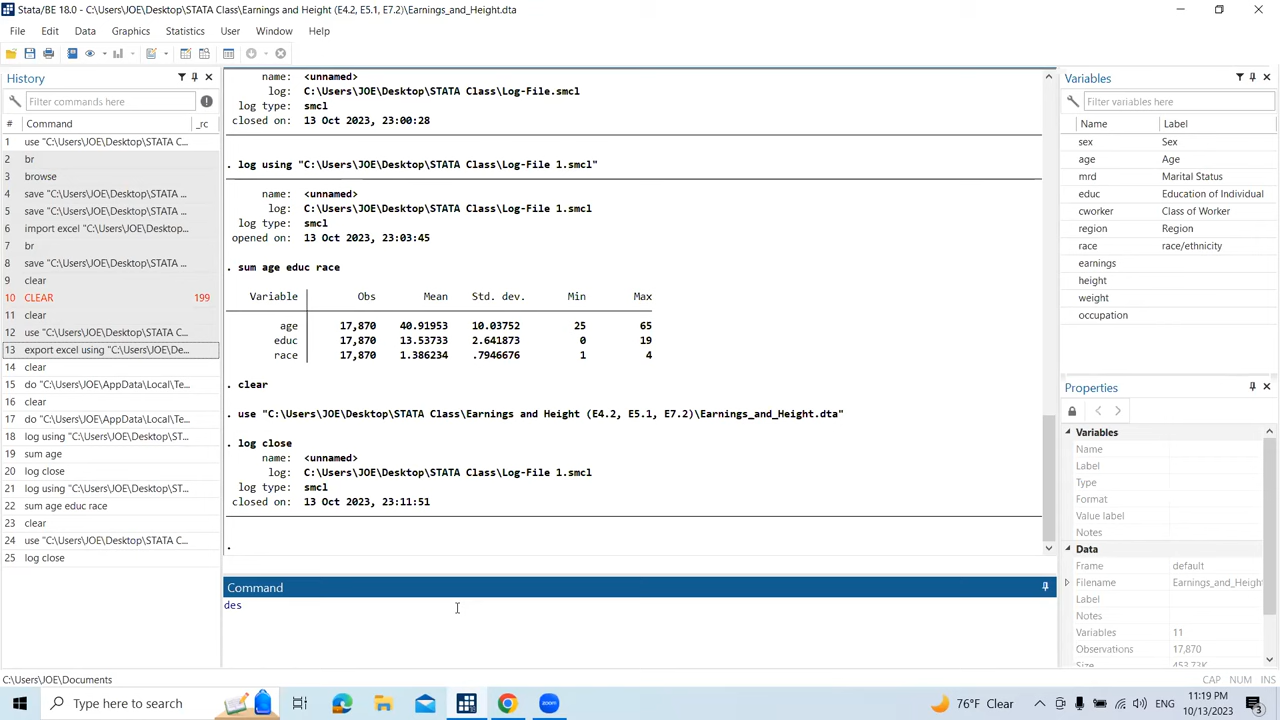 Stata/BE 18.0 - C:\Users\JOE\Desktop\STATA Class\Earnings and Height (E4.2, E5.1, E7.2)\Earnings_and_Height.dta
File Edit Data Graphics Statistics User Window Help
History
Filter commands here
# Command _rc
1 use "C:\Users\JOE\Desktop\STATA C...
2 br
3 browse
4 save "C:\Users\JOE\Desktop\STATA ...
5 save "C:\Users\JOE\Desktop\STATA ...
6 import excel "C:\Users\JOE\Desktop...
7 br
8 save "C:\Users\JOE\Desktop\STATA ...
9 clear
10 CLEAR 199
11 clear
12 use "C:\Users\JOE\Desktop\STATA C...
13 export excel using "C:\Users\JOE\De...
14 clear
15 do "C:\Users\JOE\AppData\Local\Te...
16 clear
17 do "C:\Users\JOE\AppData\Local\Te...
18 log using "C:\Users\JOE\Desktop\ST...
19 sum age
20 log close
21 log using "C:\Users\JOE\Desktop\ST...
22 sum age educ race
23 clear
24 use "C:\Users\JOE\Desktop\STATA C...
25 log close
name: <unnamed>
log: C:\Users\JOE\Desktop\STATA Class\Log-File.smcl
log type: smcl
closed on: 13 Oct 2023, 23:00:28
. log using "C:\Users\JOE\Desktop\STATA Class\Log-File 1.smcl"
name: <unnamed>
log: C:\Users\JOE\Desktop\STATA Class\Log-File 1.smcl
log type: smcl
opened on: 13 Oct 2023, 23:03:45
. sum age educ race
Variable Obs Mean Std. dev. Min Max
age 17,870 40.91953 10.03752 25 65
educ 17,870 13.53733 2.641873 0 19
race 17,870 1.386234 .7946676 1 4
. clear
. use "C:\Users\JOE\Desktop\STATA Class\Earnings and Height (E4.2, E5.1, E7.2)\Earnings_and_Height.dta"
. log close
name: <unnamed>
log: C:\Users\JOE\Desktop\STATA Class\Log-File 1.smcl
log type: smcl
closed on: 13 Oct 2023, 23:11:51
.
Command
des
Variables
Filter variables here
Name Label
sex Sex
age Age
mrd Marital Status
educ Education of Individual
cworker Class of Worker
region Region
race race/ethnicity
earnings
height
weight
occupation
Properties
Variables
Name
Label
Type
Format
Value label
Notes
Data
Frame default
Filename Earnings_and_Height
Label
Notes
Variables 11
Observations 17,870
Size 453.73K
C:\Users\JOE\Documents
CAP NUM INS
Type here to search
zoom
76°F Clear
ENG
11:19 PM
10/13/2023
3